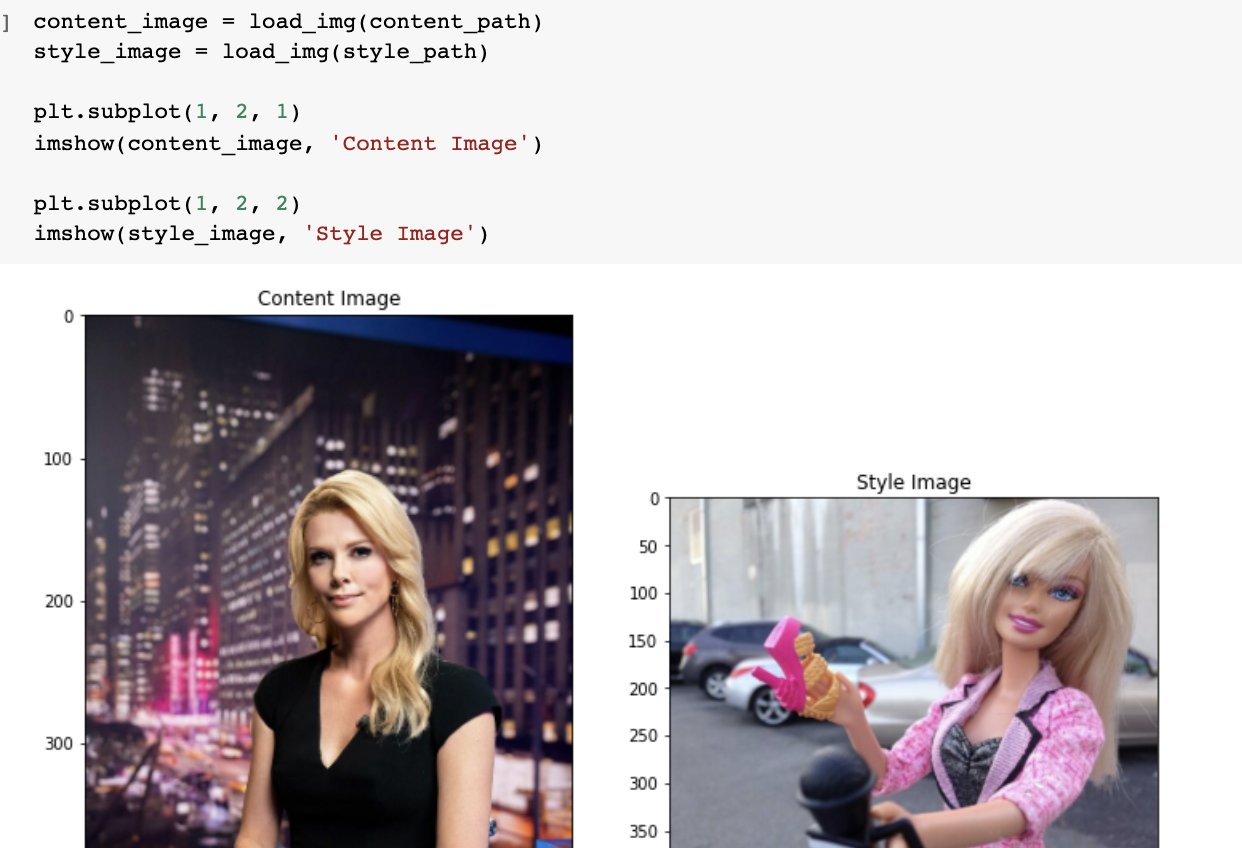 ]  content_image = load_img(content_path)
style_image = load_img(style_path)
plt.subplot(1, 2, 1)
imshow(content_image, 'Content Image')
plt.subplot(1, 2, 2)
imshow(style_image, 'Style Image')
Content Image
0
100
200
300
Style Image
0
50
100
150
200
250
300
350